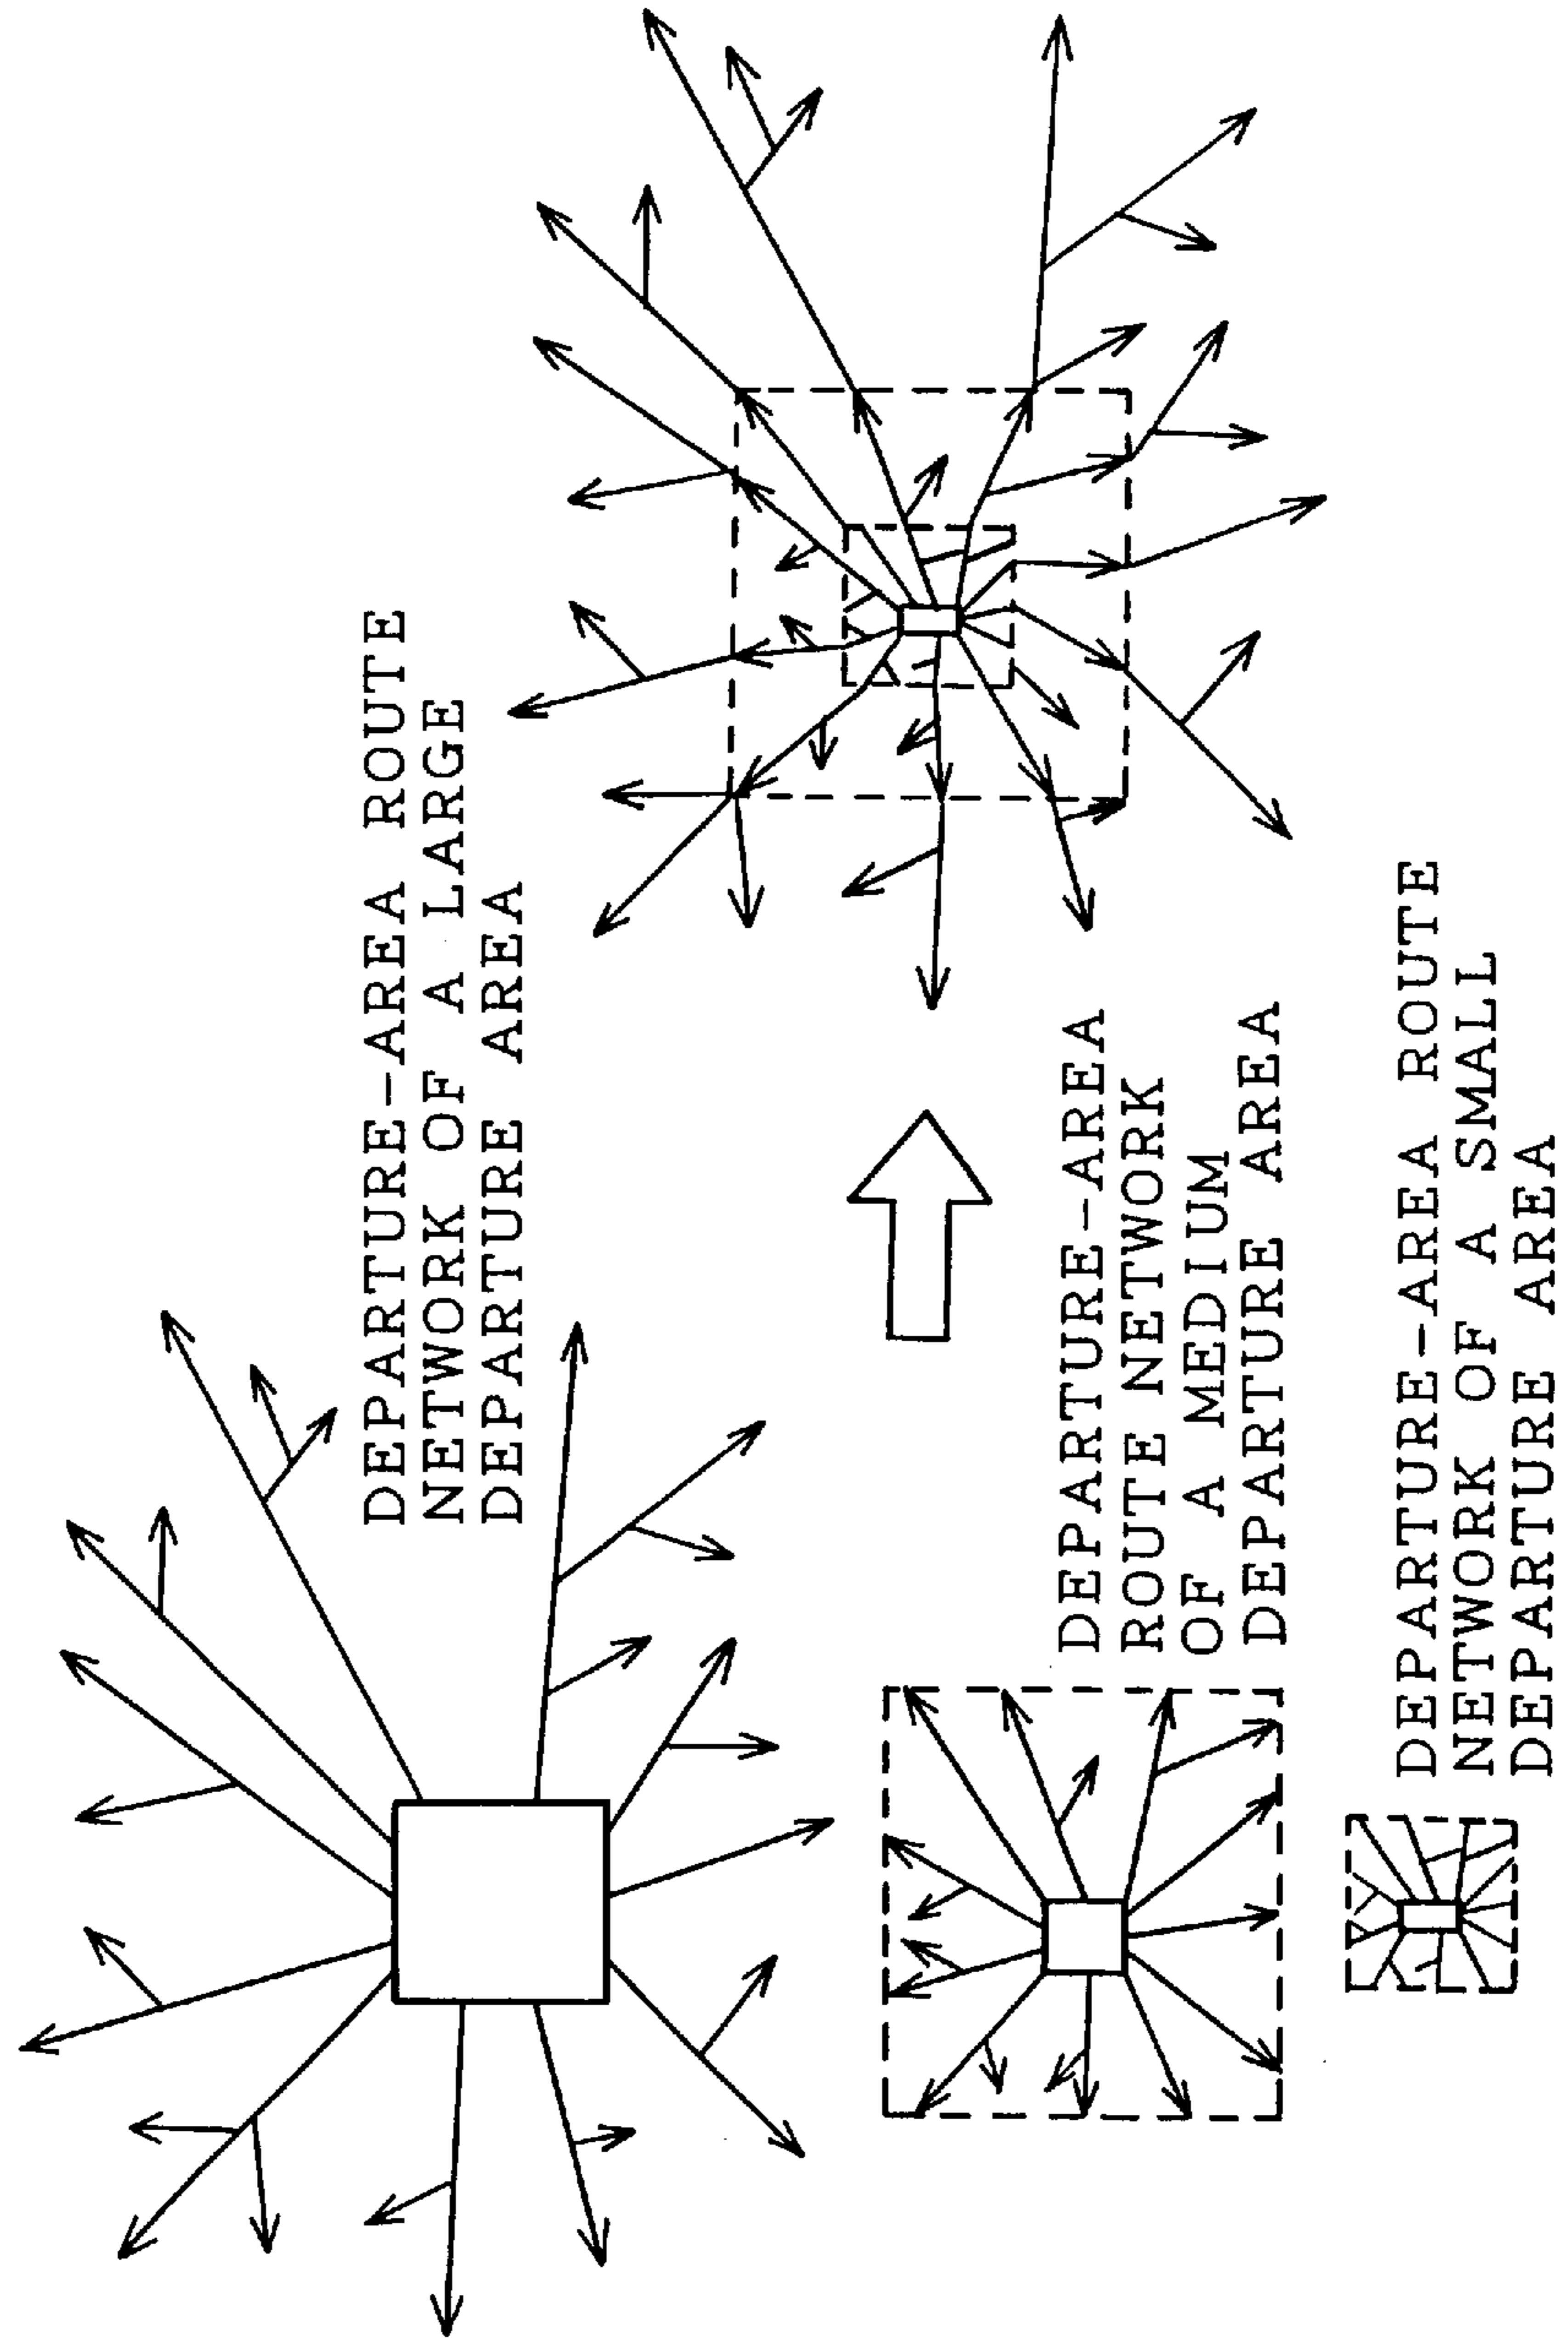 DEPARTURE-AREA ROUTE
NETWORK OF A LARGE
DEPARTURE AREA
DEPARTURE-AREA
ROUTE NETWORK
OF A MEDIUM
DEPARTURE AREA
DEPARTURE-AREA ROUTE
NETWORK OF A SMALL
DEPARTURE AREA